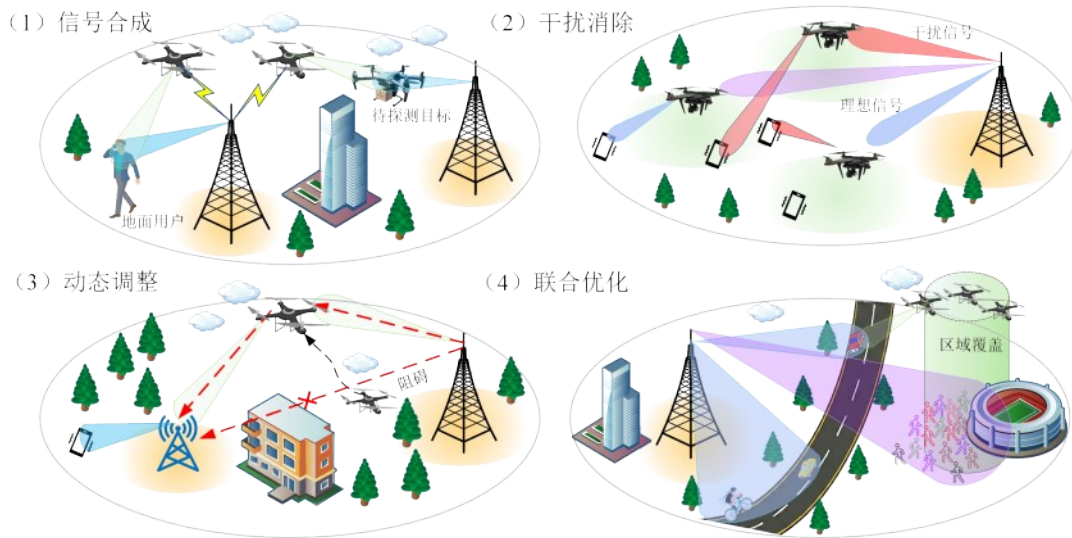 （1）信号合成
待探测目标
地面用户
（2）干扰消除
干扰信号
理想信号
（3）动态调整
阻碍
（4）联合优化
区域覆盖